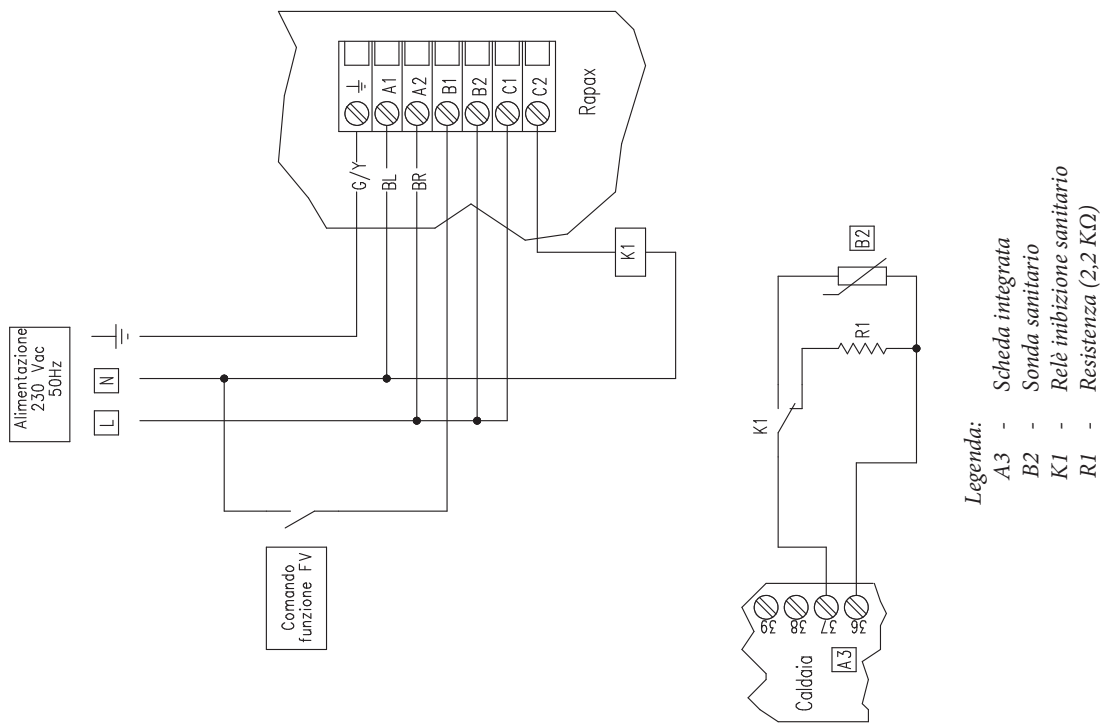 Alimentazione
230 Vac
50Hz
L
N
G/Y
BL
BR
A1
A2
B1
B2
C1
C2
Rapax
K1
Comando
funzione FV
K1
R1
B2
39
38
37
36
Caldaia
A3
Legenda:
A3 - Scheda integrata
B2 - Sonda sanitario
K1 - Relè inibizione sanitario
R1 - Resistenza (2,2 KΩ)